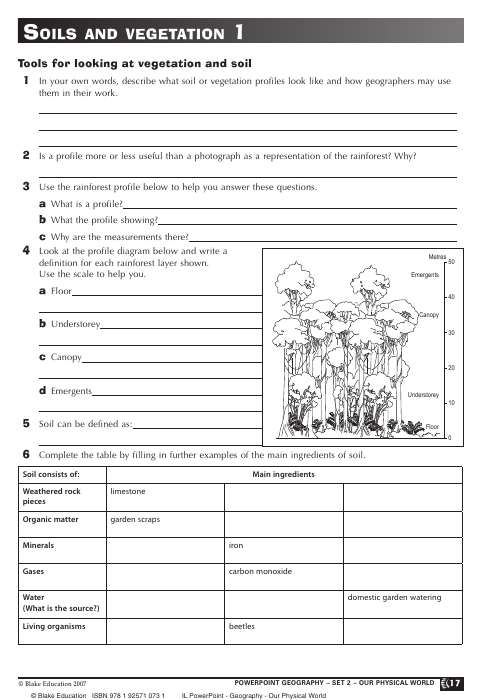 SOILS AND VEGETATION 1
Tools for looking at vegetation and soil
1 In your own words, describe what soil or vegetation profiles look like and how geographers may use
them in their work.
2 Is a profile more or less useful than a photograph as a representation of the rainforest? Why?
3 Use the rainforest profile below to help you answer these questions.
a What is a profile?
b What the profile showing?
c Why are the measurements there?
4 Look at the profile diagram below and write a
definition for each rainforest layer shown.
Use the scale to help you.
a Floor
b Understorey
c Canopy
d Emergents
5 Soil can be defined as:
Metres
50
Emergents
40
Canopy
30
20
Understorey
10
Floor
0
6 Complete the table by filling in further examples of the main ingredients of soil.
Soil consists of: Main ingredients
Weathered rock
pieces
limestone
Organic matter garden scraps
Minerals iron
Gases carbon monoxide
Water
(What is the source?)
domestic garden watering
Living organisms beetles
© Blake Education 2007 POWERPOINT GEOGRAPHY – SET 2 – OUR PHYSICAL WORLD 17
© Blake Education ISBN 978 1 92571 073 1 IL PowerPoint - Geography - Our Physical World